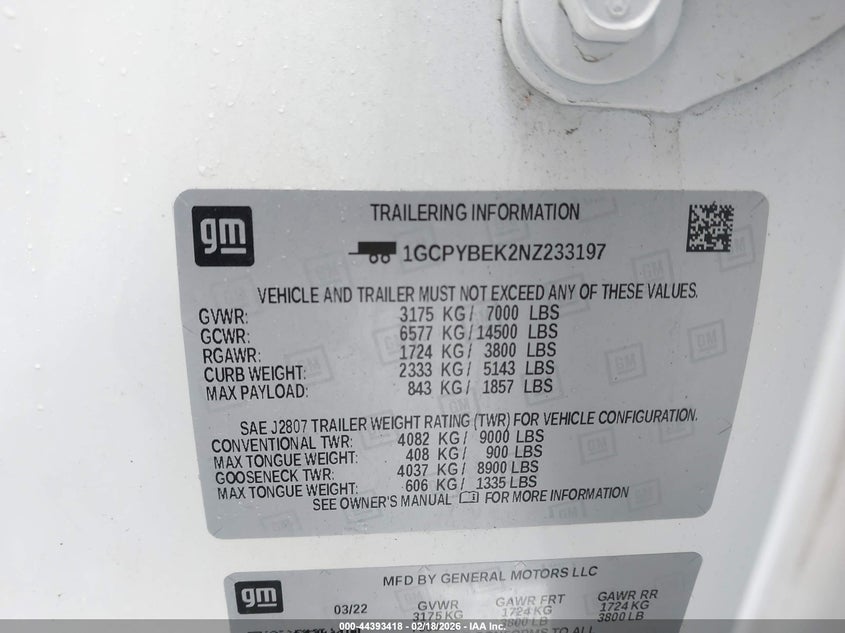 gm
TRAILERING INFORMATION
1GCPYBEK2NZ233197
VEHICLE AND TRAILER MUST NOT EXCEED ANY OF THESE VALUES.
GVWR: 3175 KG/ 7000 LBS
GCWR: 6577 KG/ 14500 LBS
RGAWR: 1724 KG/ 3800 LBS
CURB WEIGHT: 2333 KG/ 5143 LBS
MAX PAYLOAD: 843 KG/ 1857 LBS
SAE J2807 TRAILER WEIGHT RATING (TWR) FOR VEHICLE CONFIGURATION.
CONVENTIONAL TWR: 4082 KG/ 9000 LBS
MAX TONGUE WEIGHT: 408 KG/ 900 LBS
GOOSENECK TWR: 4037 KG/ 8900 LBS
MAX TONGUE WEIGHT: 606 KG/ 1335 LBS
SEE OWNER'S MANUAL FOR MORE INFORMATION
gm
MFD BY GENERAL MOTORS LLC
03/22 GVWR GAWR FRT GAWR RR
3175 KG 1724 KG 1724 KG
3800 LB 3800 LB
000-44393418 - 02/18/2026 - IAA Inc.